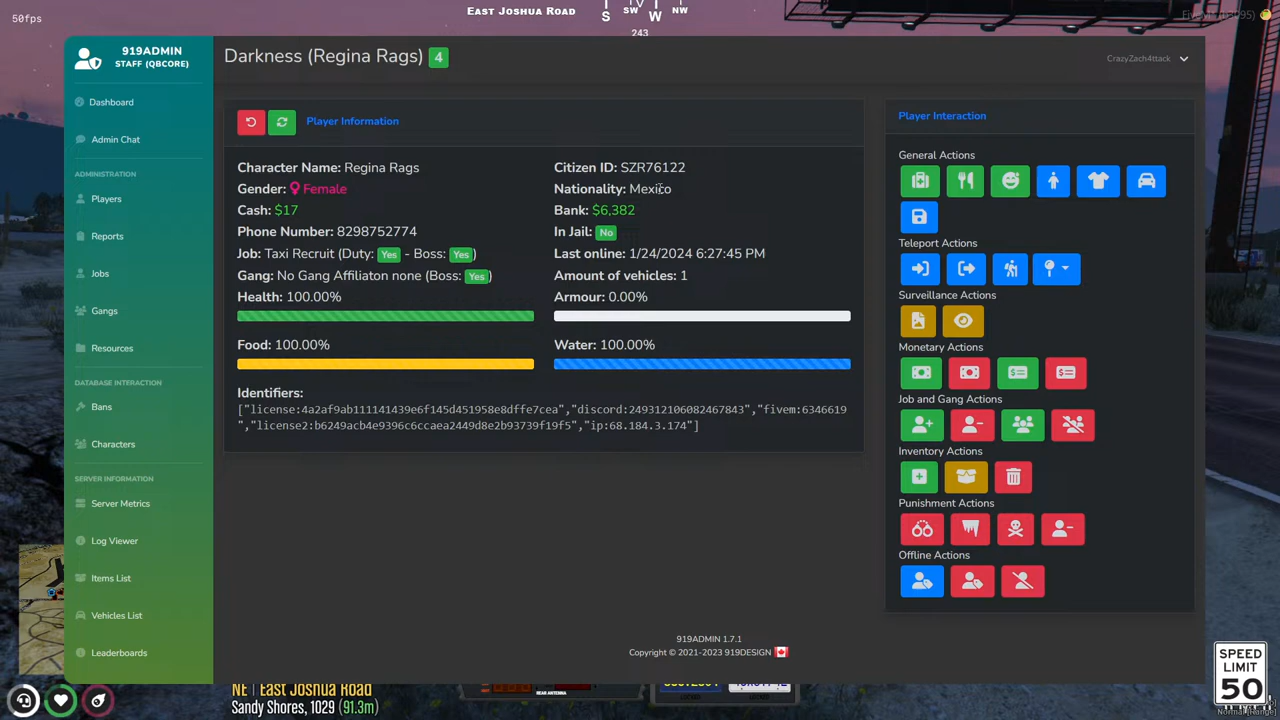 50fps
East Joshua Road
S SW W NW
243
919ADMIN
STAFF (QBCORE)
Dashboard
Admin Chat
ADMINISTRATION
Players
Reports
Jobs
Gangs
Resources
DATABASE INTERACTION
Bans
Characters
SERVER INFORMATION
Server Metrics
Log Viewer
Items List
Vehicles List
Leaderboards
Darkness (Regina Rags) 4
CrazyZach4ttack
Player Information
Character Name: Regina Rags
Citizen ID: SZR76122
Gender: Female
Nationality: Mexico
Cash: $17
Bank: $6,382
Phone Number: 8298752774
In Jail: No
Job: Taxi Recruit (Duty: Yes - Boss: Yes)
Last online: 1/24/2024 6:27:45 PM
Gang: No Gang Affiliaton none (Boss: Yes)
Amount of vehicles: 1
Health: 100.00%
Armour: 0.00%
Food: 100.00%
Water: 100.00%
Identifiers:
["license:4a2af9ab111141439e6f145d451958e8dffe7cea","discord:249312106082467843","fivem:6346619
","license2:b6249acb4e9396c6ccaea2449d8e2b93739f19f5","ip:68.184.3.174"]
Player Interaction
General Actions
Teleport Actions
Surveillance Actions
Monetary Actions
Job and Gang Actions
Inventory Actions
Punishment Actions
Offline Actions
919ADMIN 1.7.1
Copyright © 2021-2023 919DESIGN
NE | East Joshua Road
Sandy Shores, 1029 (91.3m)
REAR ANTENNA
SPEED
LIMIT
50